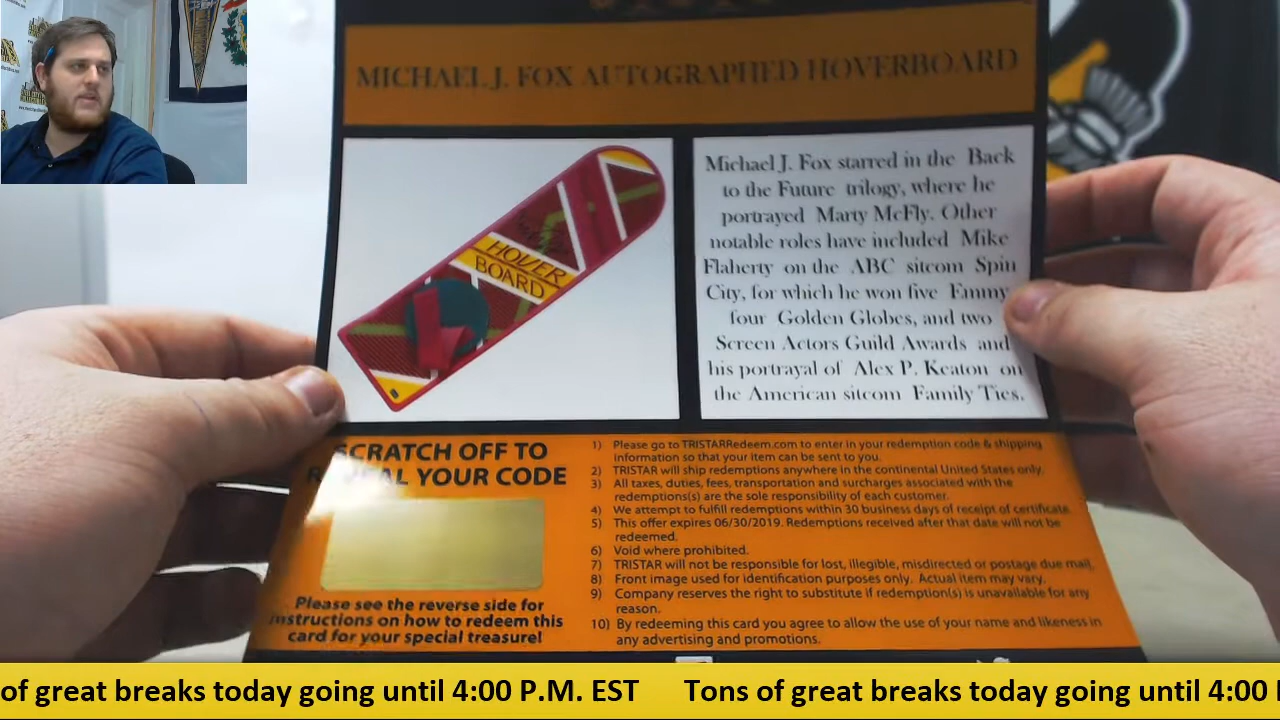 MICHAEL J. FOX AUTOGRAPHED HOVERBOARD
HOVER
BOARD
Michael J. Fox starred in the Back
to the Future trilogy, where he
portrayed Marty McFly. Other
notable roles have included Mike
Flaherty on the ABC sitcom Spin
City, for which he won five Emmy
four Golden Globes, and two
Screen Actors Guild Awards and
his portrayal of Alex P. Keaton on
the American sitcom Family Ties.
SCRATCH OFF TO
REVEAL YOUR CODE
Please see the reverse side for
instructions on how to redeem this
card for your special treasure!
1) Please go to TRISTARRedeem.com to enter in your redemption code & shipping
information so that your item can be sent to you.
2) TRISTAR will ship redemptions anywhere in the continental United States only.
3) All taxes, duties, fees, transportation and surcharges associated with the
redemptions(s) are the sole responsibility of each customer.
4) We attempt to fulfill redemptions within 30 business days of receipt of certificate.
5) This offer expires 06/30/2019. Redemptions received after that date will not be
redeemed.
6) Void where prohibited.
7) TRISTAR will not be responsible for lost, illegible, misdirected or postage due mail.
8) Front image used for identification purposes only. Actual item may vary.
9) Company reserves the right to substitute if redemption(s) is unavailable for any
reason.
10) By redeeming this card you agree to allow the use of your name and likeness in
any advertising and promotions.
of great breaks today going until 4:00 P.M. EST Tons of great breaks today going until 4:00